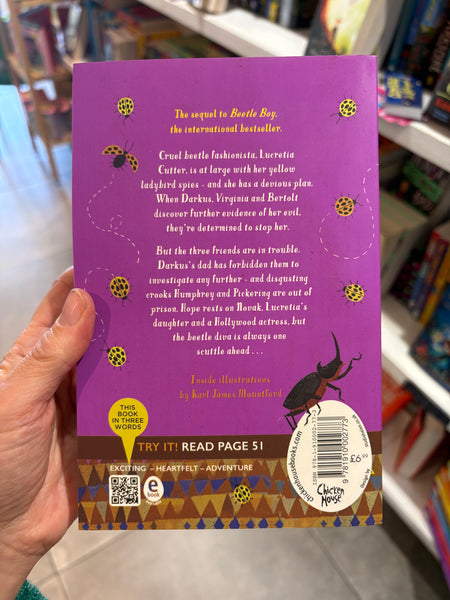 The sequel to Beetle Boy,
the international bestseller.
Cruel beetle fashionista, Lucretia
Cutter, is at large with her yellow
ladybird spies - and she has a devious plan.
When Darkus, Virginia and Bertolt
discover further evidence of her evil,
they're determined to stop her.
But the three friends are in trouble.
Darkus's dad has forbidden them to
investigate any further - and disgusting
crooks Humphrey and Pickering are out of
prison. Hope rests on Novak, Lucretia's
daughter and a Hollywood actress, but
the beetle diva is always one
scuttle ahead . . .
Inside illustrations
by Karl James Mountford
THIS
BOOK
IN THREE
WORDS
TRY IT! READ PAGE 51
EXCITING – HEARTFELT – ADVENTURE
e
book
chickenhousebooks.com
9 781910 002773
£6.99
Chicken
House